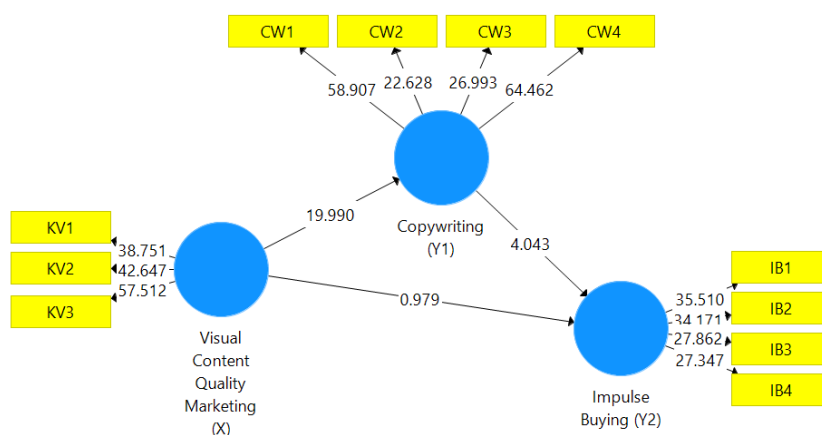 CW1
CW2
CW3
CW4
58.907
22.628
26.993
64.462
19.990
Copywriting
(Y1)
4.043
KV1
KV2
KV3
38.751
42.647
57.512
0.979
Visual
Content
Quality
Marketing
(X)
IB1
IB2
IB3
IB4
35.510
34.171
27.862
27.347
Impulse
Buying (Y2)